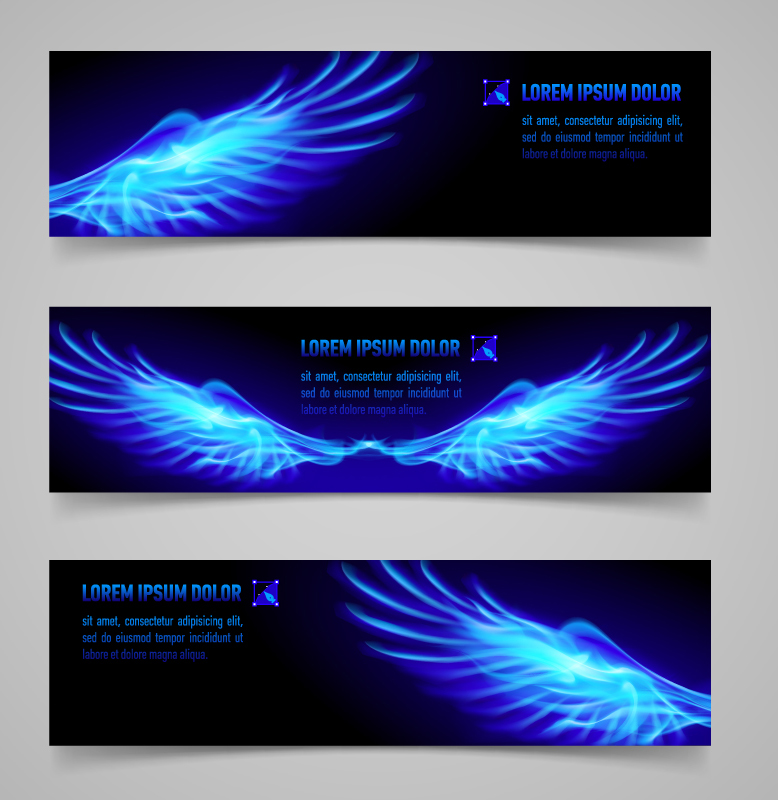 LOREM IPSUM DOLOR
sit amet, consectetur adipisicing elit,
sed do eiusmod tempor incididunt ut
labore et dolore magna aliqua.
LOREM IPSUM DOLOR
sit amet, consectetur adipisicing elit,
sed do eiusmod tempor incididunt ut
labore et dolore magna aliqua.
LOREM IPSUM DOLOR
sit amet, consectetur adipisicing elit,
sed do eiusmod tempor incididunt ut
labore et dolore magna aliqua.